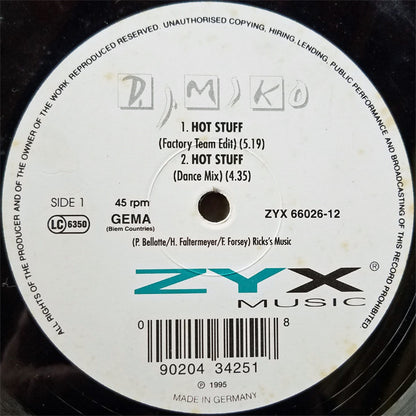 ALL RIGHTS OF THE PRODUCER AND OF THE OWNER OF THE WORK REPRODUCED RESERVED. UNAUTHORISED COPYING, HIRING, LENDING, PUBLIC PERFORMANCE AND BROADCASTING OF THIS RECORD PROHIBITED
D.J. MIKO
1. HOT STUFF
(Factory Team Edit) (5.19)
2. HOT STUFF
(Dance Mix) (4.35)
SIDE 1
45 rpm
GEMA
(Biem Countries)
LC 6350
ZYX 66026-12
(P. Bellotte/H. Faltermeyer/F. Forsey) Ricks's Music
ZYX®
MUSIC
0 8
90204 34251
℗ 1995
MADE IN GERMANY